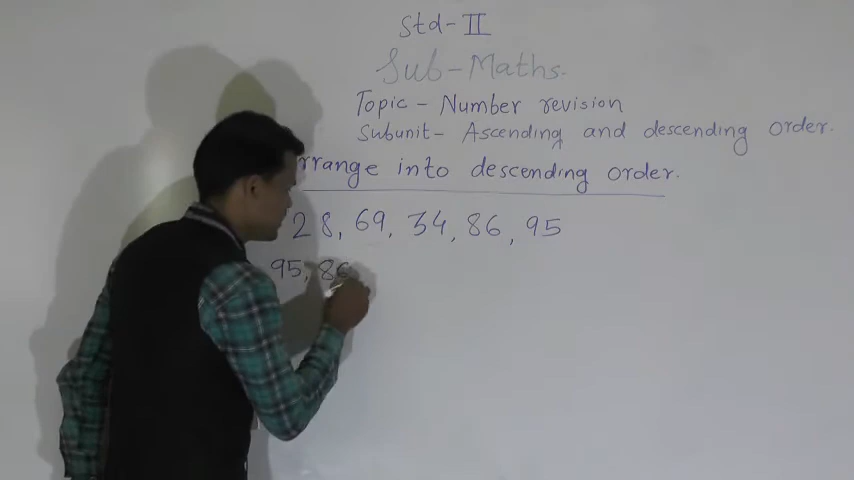 Std-II
Sub-Maths.
Topic - Number revision
Subunit- Ascending and descending order.
rrange into descending order.
28, 69, 34, 86, 95
95, 86